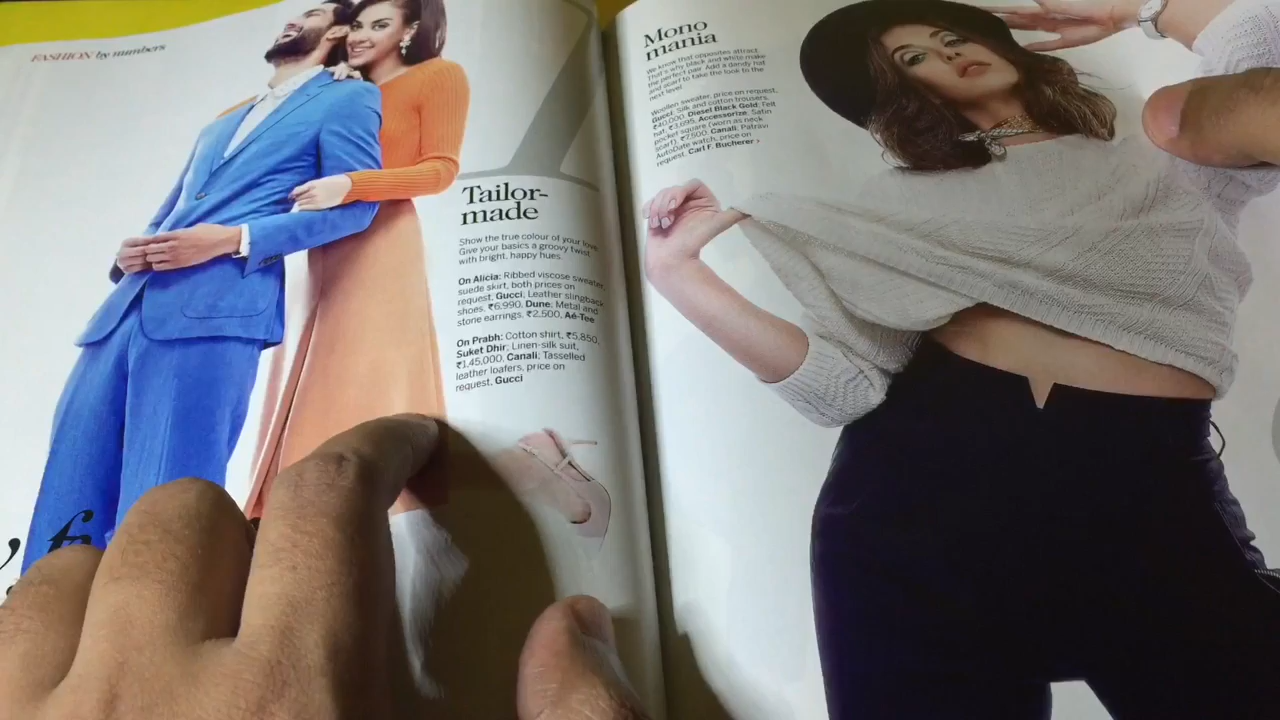 FASHION by numbers
Tailor-
made
Show the true colour of your love.
Give your basics a groovy twist
with bright, happy hues.
On Alicia: Ribbed viscose sweater,
suede skirt, both prices on
request, Gucci; Leather slingback
shoes, ₹6,990, Dune; Metal and
stone earrings, ₹2,500, Aé-Tee
On Prabh: Cotton shirt, ₹5,850,
Suket Dhir; Linen-silk suit,
₹1,45,000, Canali; Tasselled
leather loafers, price on
request, Gucci
Mono
mania
We know that opposites attract.
That's why black and white make
the perfect pair. Add a dandy hat
and scarf to take the look to the
next level.
Woollen sweater, price on request,
Gucci; Silk and cotton trousers,
₹40,000, Diesel Black Gold; Felt
hat, ₹3,695, Accessorize; Satin
pocket square (worn as neck
scarf), ₹7,500, Canali; Patravi
AutoDate watch, price on
request, Carl F. Bucherer ›